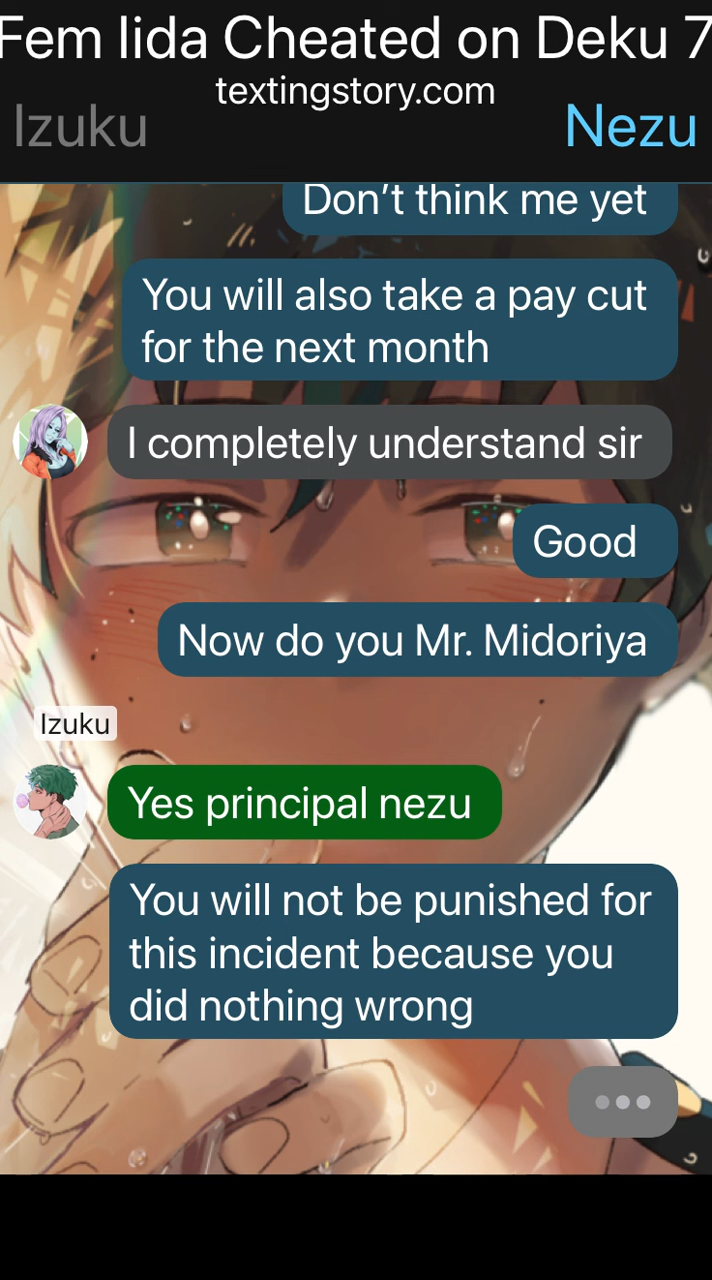 Fem Iida Cheated on Deku 7
textingstory.com
Izuku
Nezu
Don’t think me yet
You will also take a pay cut
for the next month
I completely understand sir
Good
Now do you Mr. Midoriya
Izuku
Yes principal nezu
You will not be punished for
this incident because you
did nothing wrong